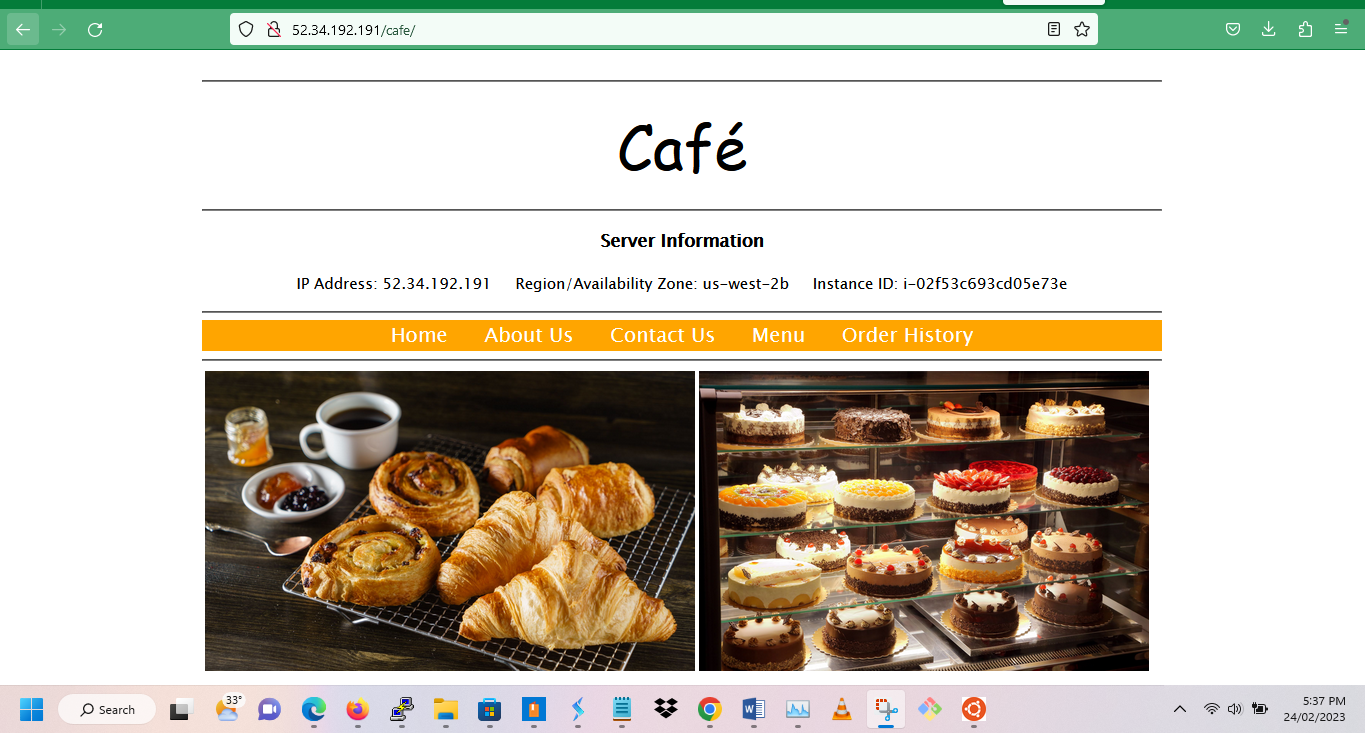 52.34.192.191/cafe/
Café
Server Information
IP Address: 52.34.192.191 Region/Availability Zone: us-west-2b Instance ID: i-02f53c693cd05e73e
Home About Us Contact Us Menu Order History
Search
33°
5:37 PM
24/02/2023